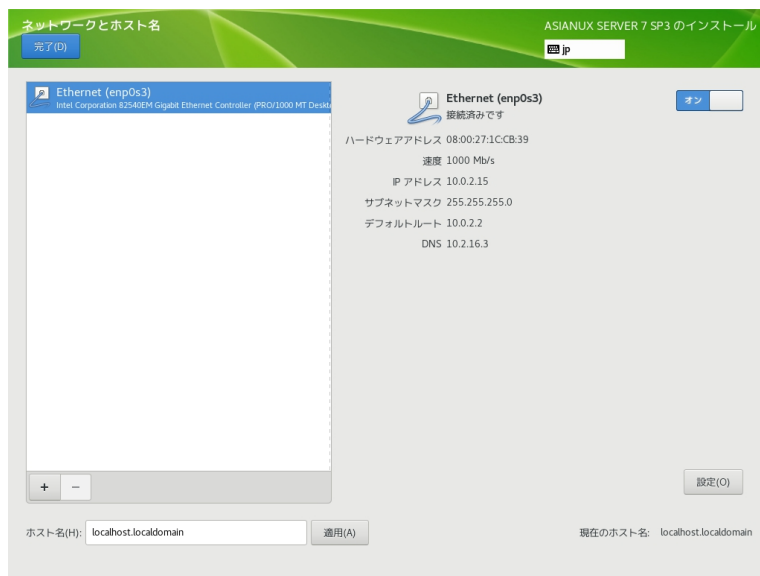 ネットワークとホスト名
ASIANUX SERVER 7 SP3 のインストール
完了(D)
jp
Ethernet (enp0s3)
Intel Corporation 82540EM Gigabit Ethernet Controller (PRO/1000 MT Deskt
Ethernet (enp0s3)
接続済みです
オン
ハードウェアアドレス 08:00:27:1C:CB:39
速度 1000 Mb/s
IP アドレス 10.0.2.15
サブネットマスク 255.255.255.0
デフォルトルート 10.0.2.2
DNS 10.2.16.3
+ −
設定(O)
ホスト名(H): localhost.localdomain 適用(A) 現在のホスト名: localhost.localdomain